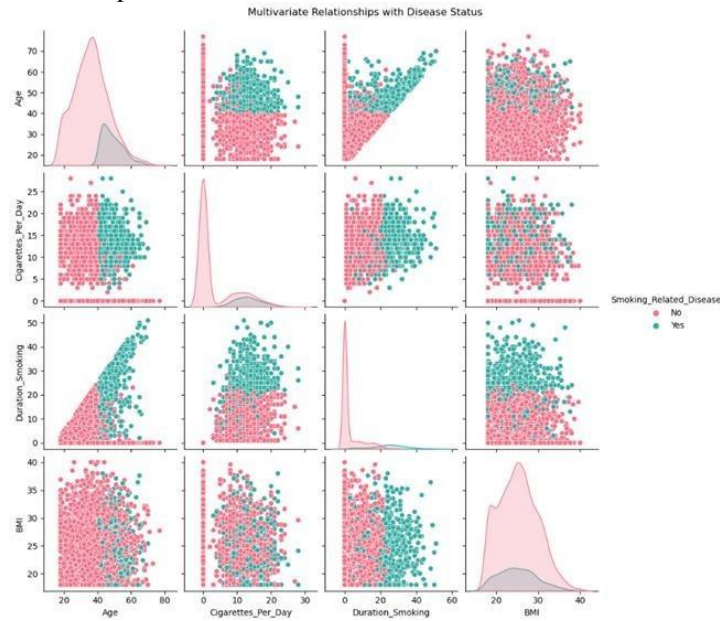 Multivariate Relationships with Disease Status
Age
70
60
50
40
30
20
Cigarettes_Per_Day
25
20
15
10
5
0
Smoking_Related_Disease
No
Yes
Duration_Smoking
50
40
30
20
10
0
BMI
40
35
30
25
20
20 40 60 80
0 10 20 30
0 20 40 60
20 30 40
Age
Cigarettes_Per_Day
Duration_Smoking
BMI